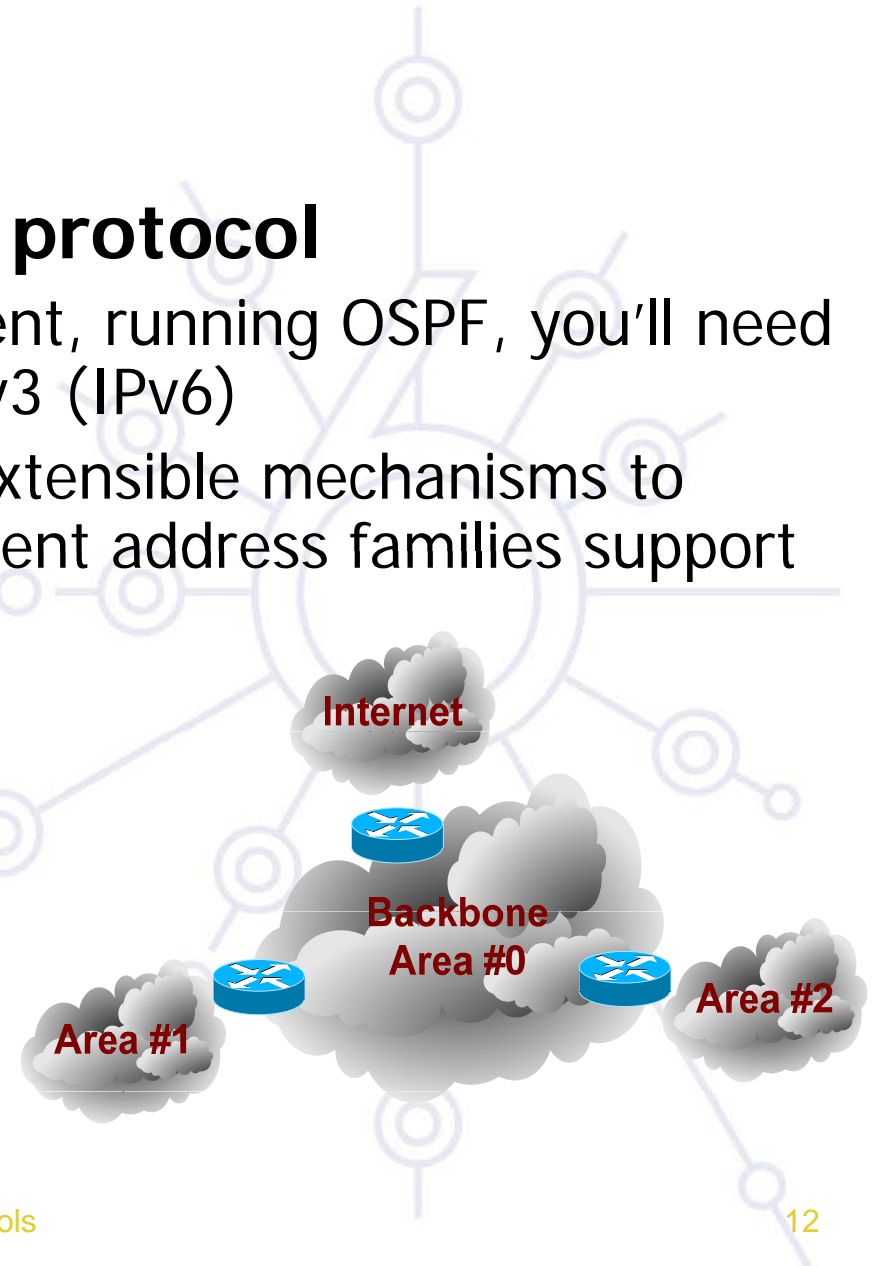 protocol
ent, running OSPF, you'll need
v3 (IPv6)
xtensible mechanisms to
ent address families support
Internet
Backbone
Area #0
Area #2
Area #1
ols
12